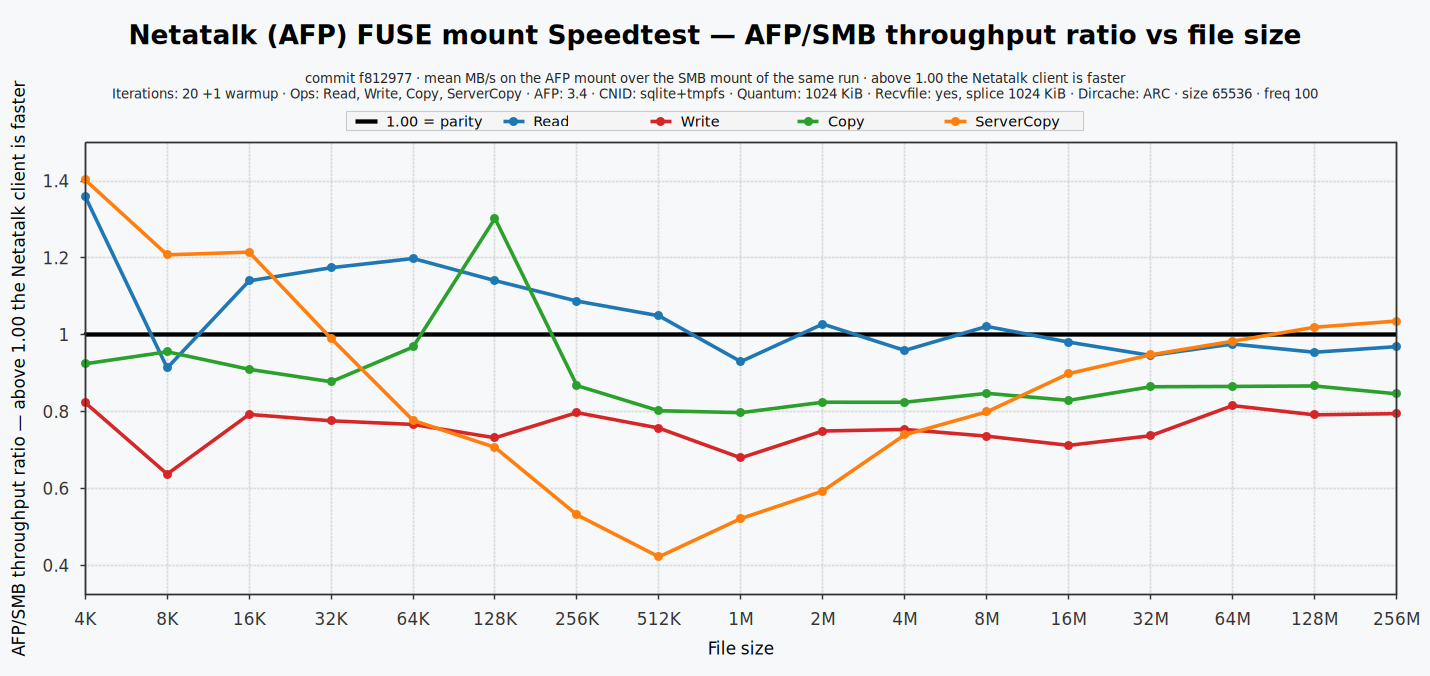 Netatalk (AFP) FUSE mount Speedtest — AFP/SMB throughput ratio vs file size
commit f812977 · mean MB/s on the AFP mount over the SMB mount of the same run · above 1.00 the Netatalk client is faster
Iterations: 20 +1 warmup · Ops: Read, Write, Copy, ServerCopy · AFP: 3.4 · CNID: sqlite+tmpfs · Quantum: 1024 KiB · Recvfile: yes, splice 1024 KiB · Dircache: ARC · size 65536 · freq 100
1.00 = parity Read Write Copy ServerCopy
AFP/SMB throughput ratio — above 1.00 the Netatalk client is faster
1.4
1.2
1
0.8
0.6
0.4
4K 8K 16K 32K 64K 128K 256K 512K 1M 2M 4M 8M 16M 32M 64M 128M 256M
File size